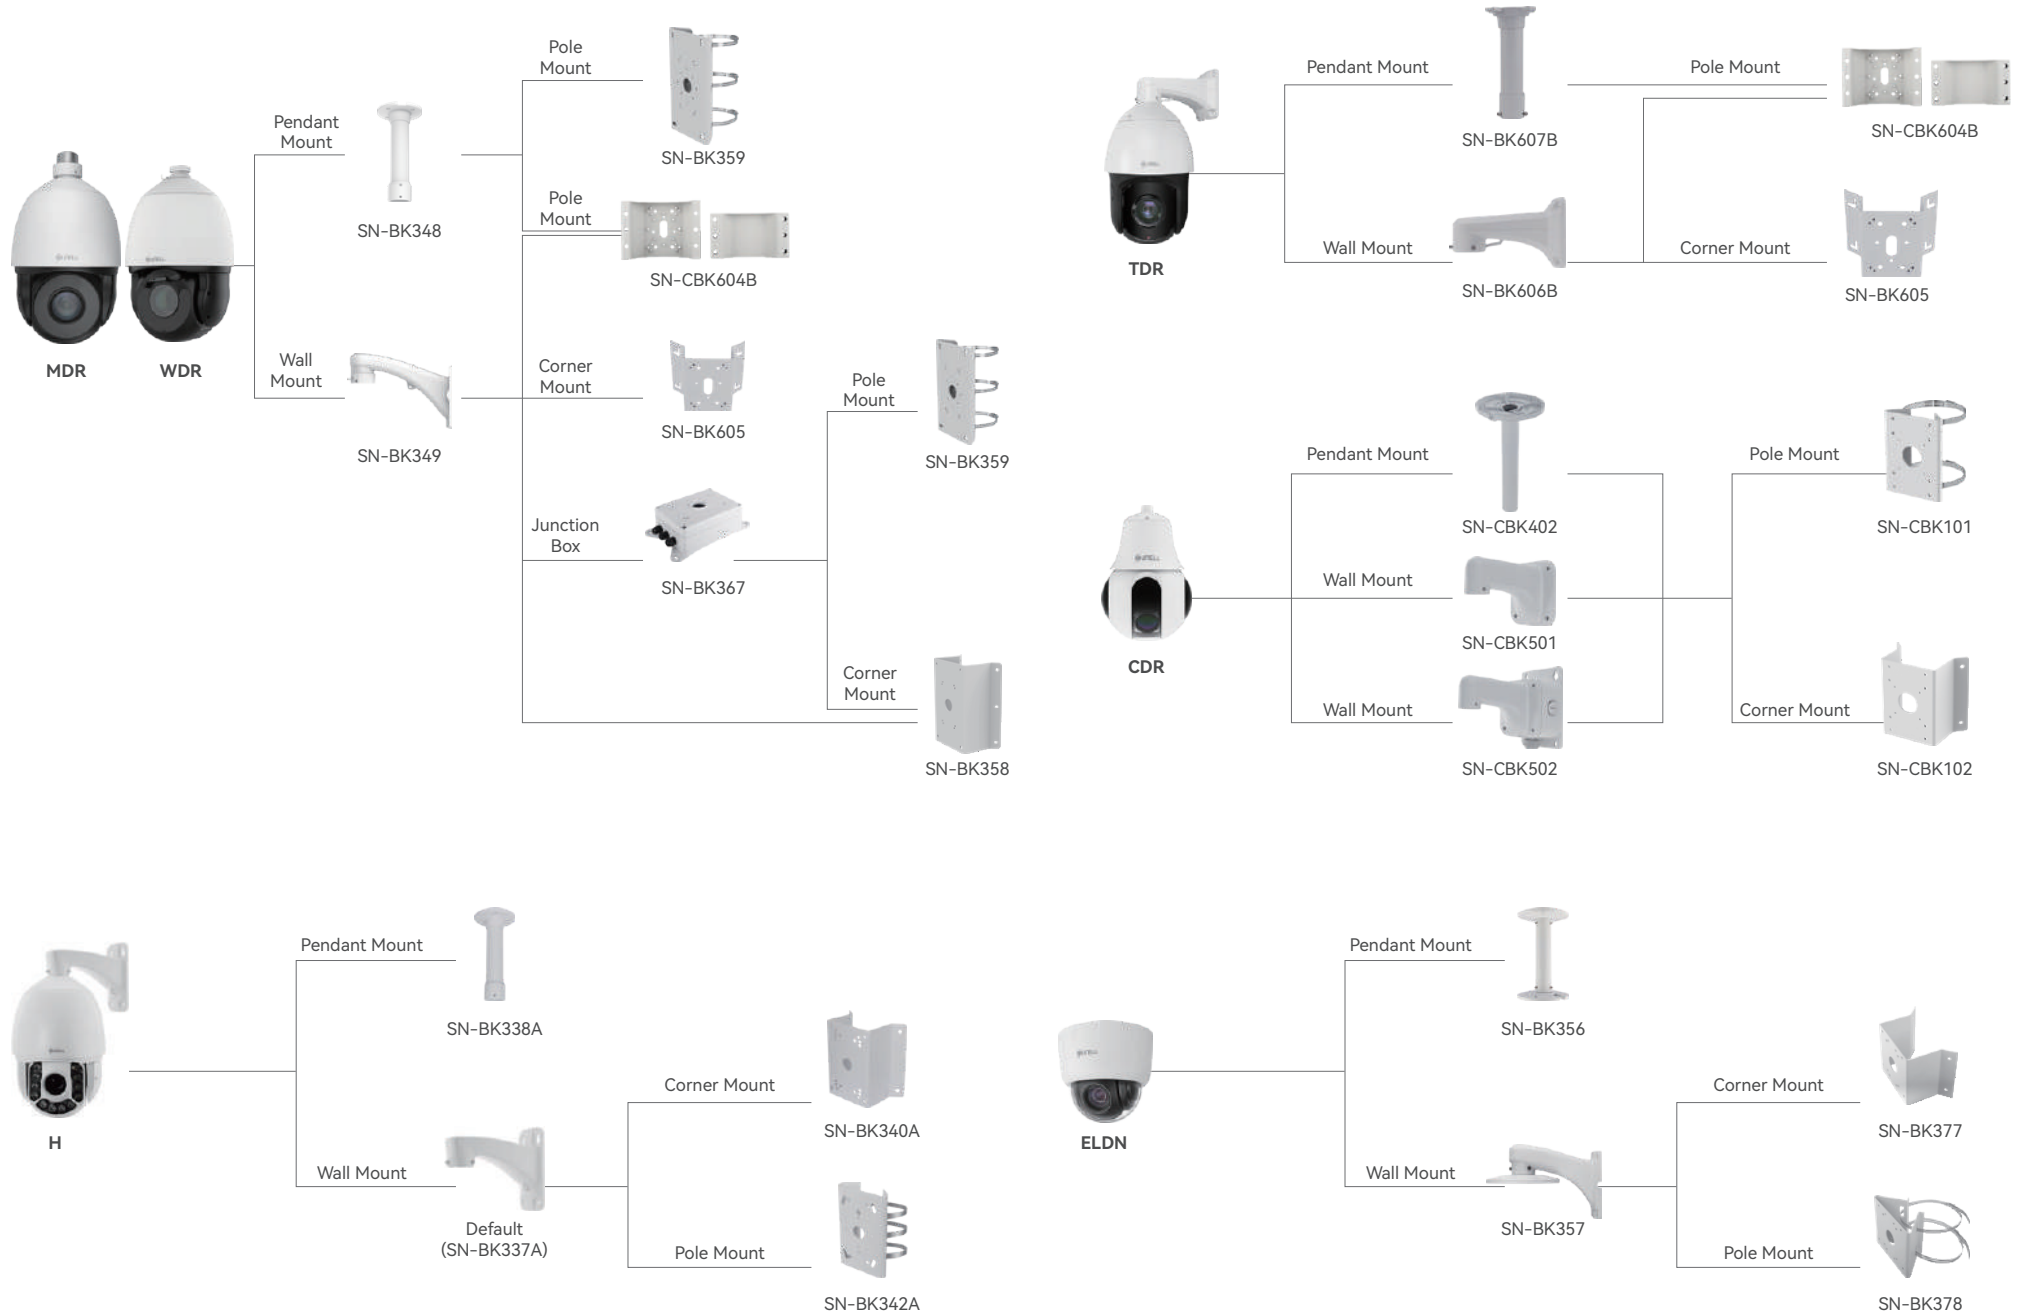 Pole
Mount
SN-BK359
Pendant
Mount
SN-BK348
Pole
Mount
SN-CBK604B
MDR
WDR
Wall
Mount
SN-BK349
Corner
Mount
SN-BK605
Pole
Mount
SN-BK359
Junction
Box
SN-BK367
Corner
Mount
SN-BK358
Pendant Mount
SN-BK607B
Pole Mount
SN-CBK604B
TDR
Wall Mount
SN-BK606B
Corner Mount
SN-BK605
Pendant Mount
SN-CBK402
Pole Mount
SN-CBK101
Wall Mount
SN-CBK501
CDR
Wall Mount
SN-CBK502
Corner Mount
SN-CBK102
Pendant Mount
SN-BK338A
H
Corner Mount
SN-BK340A
Wall Mount
Default
(SN-BK337A)
Pole Mount
SN-BK342A
Pendant Mount
SN-BK356
ELDN
Corner Mount
SN-BK377
Wall Mount
SN-BK357
Pole Mount
SN-BK378